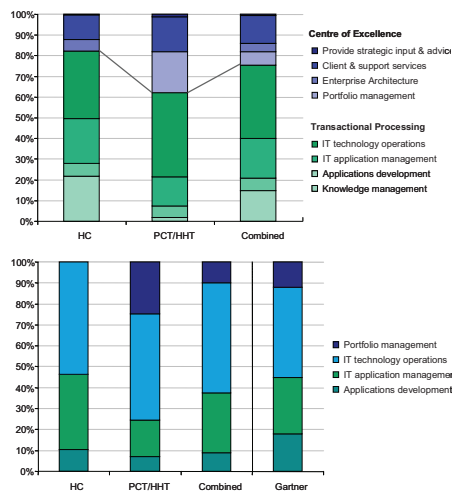 100%
90%
80%
70%
60%
50%
40%
30%
20%
10%
0%
HC PCT/HHT Combined
Centre of Excellence
Provide strategic input & advice
Client & support services
Enterprise Architecture
Portfolio management
Transactional Processing
IT technology operations
IT application management
Applications development
Knowledge management
100%
90%
80%
70%
60%
50%
40%
30%
20%
10%
0%
HC PCT/HHT Combined Gartner
Portfolio management
IT technology operations
IT application management
Applications development